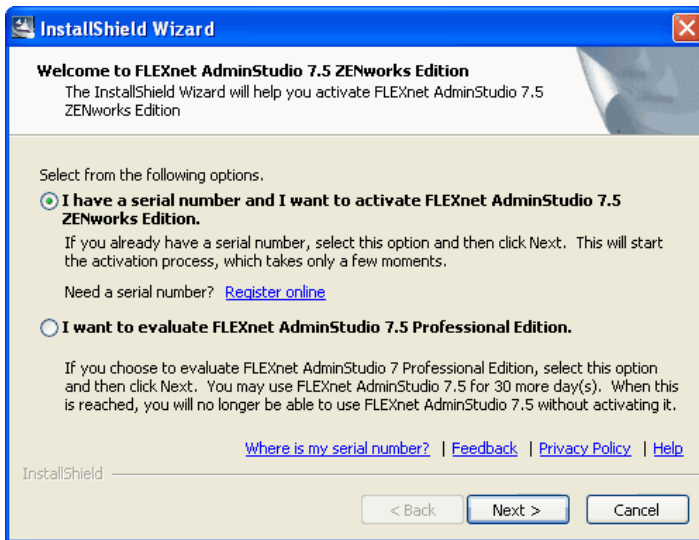 InstallShield Wizard
Welcome to FLEXnet AdminStudio 7.5 ZENworks Edition
The InstallShield Wizard will help you activate FLEXnet AdminStudio 7.5
ZENworks Edition
Select from the following options.
I have a serial number and I want to activate FLEXnet AdminStudio 7.5
ZENworks Edition.
If you already have a serial number, select this option and then click Next. This will start
the activation process, which takes only a few moments.
Need a serial number? Register online
I want to evaluate FLEXnet AdminStudio 7.5 Professional Edition.
If you choose to evaluate FLEXnet AdminStudio 7 Professional Edition, select this option
and then click Next. You may use FLEXnet AdminStudio 7.5 for 30 more day(s). When this
is reached, you will no longer be able to use FLEXnet AdminStudio 7.5 without activating it.
Where is my serial number? | Feedback | Privacy Policy | Help
InstallShield
< Back Next > Cancel